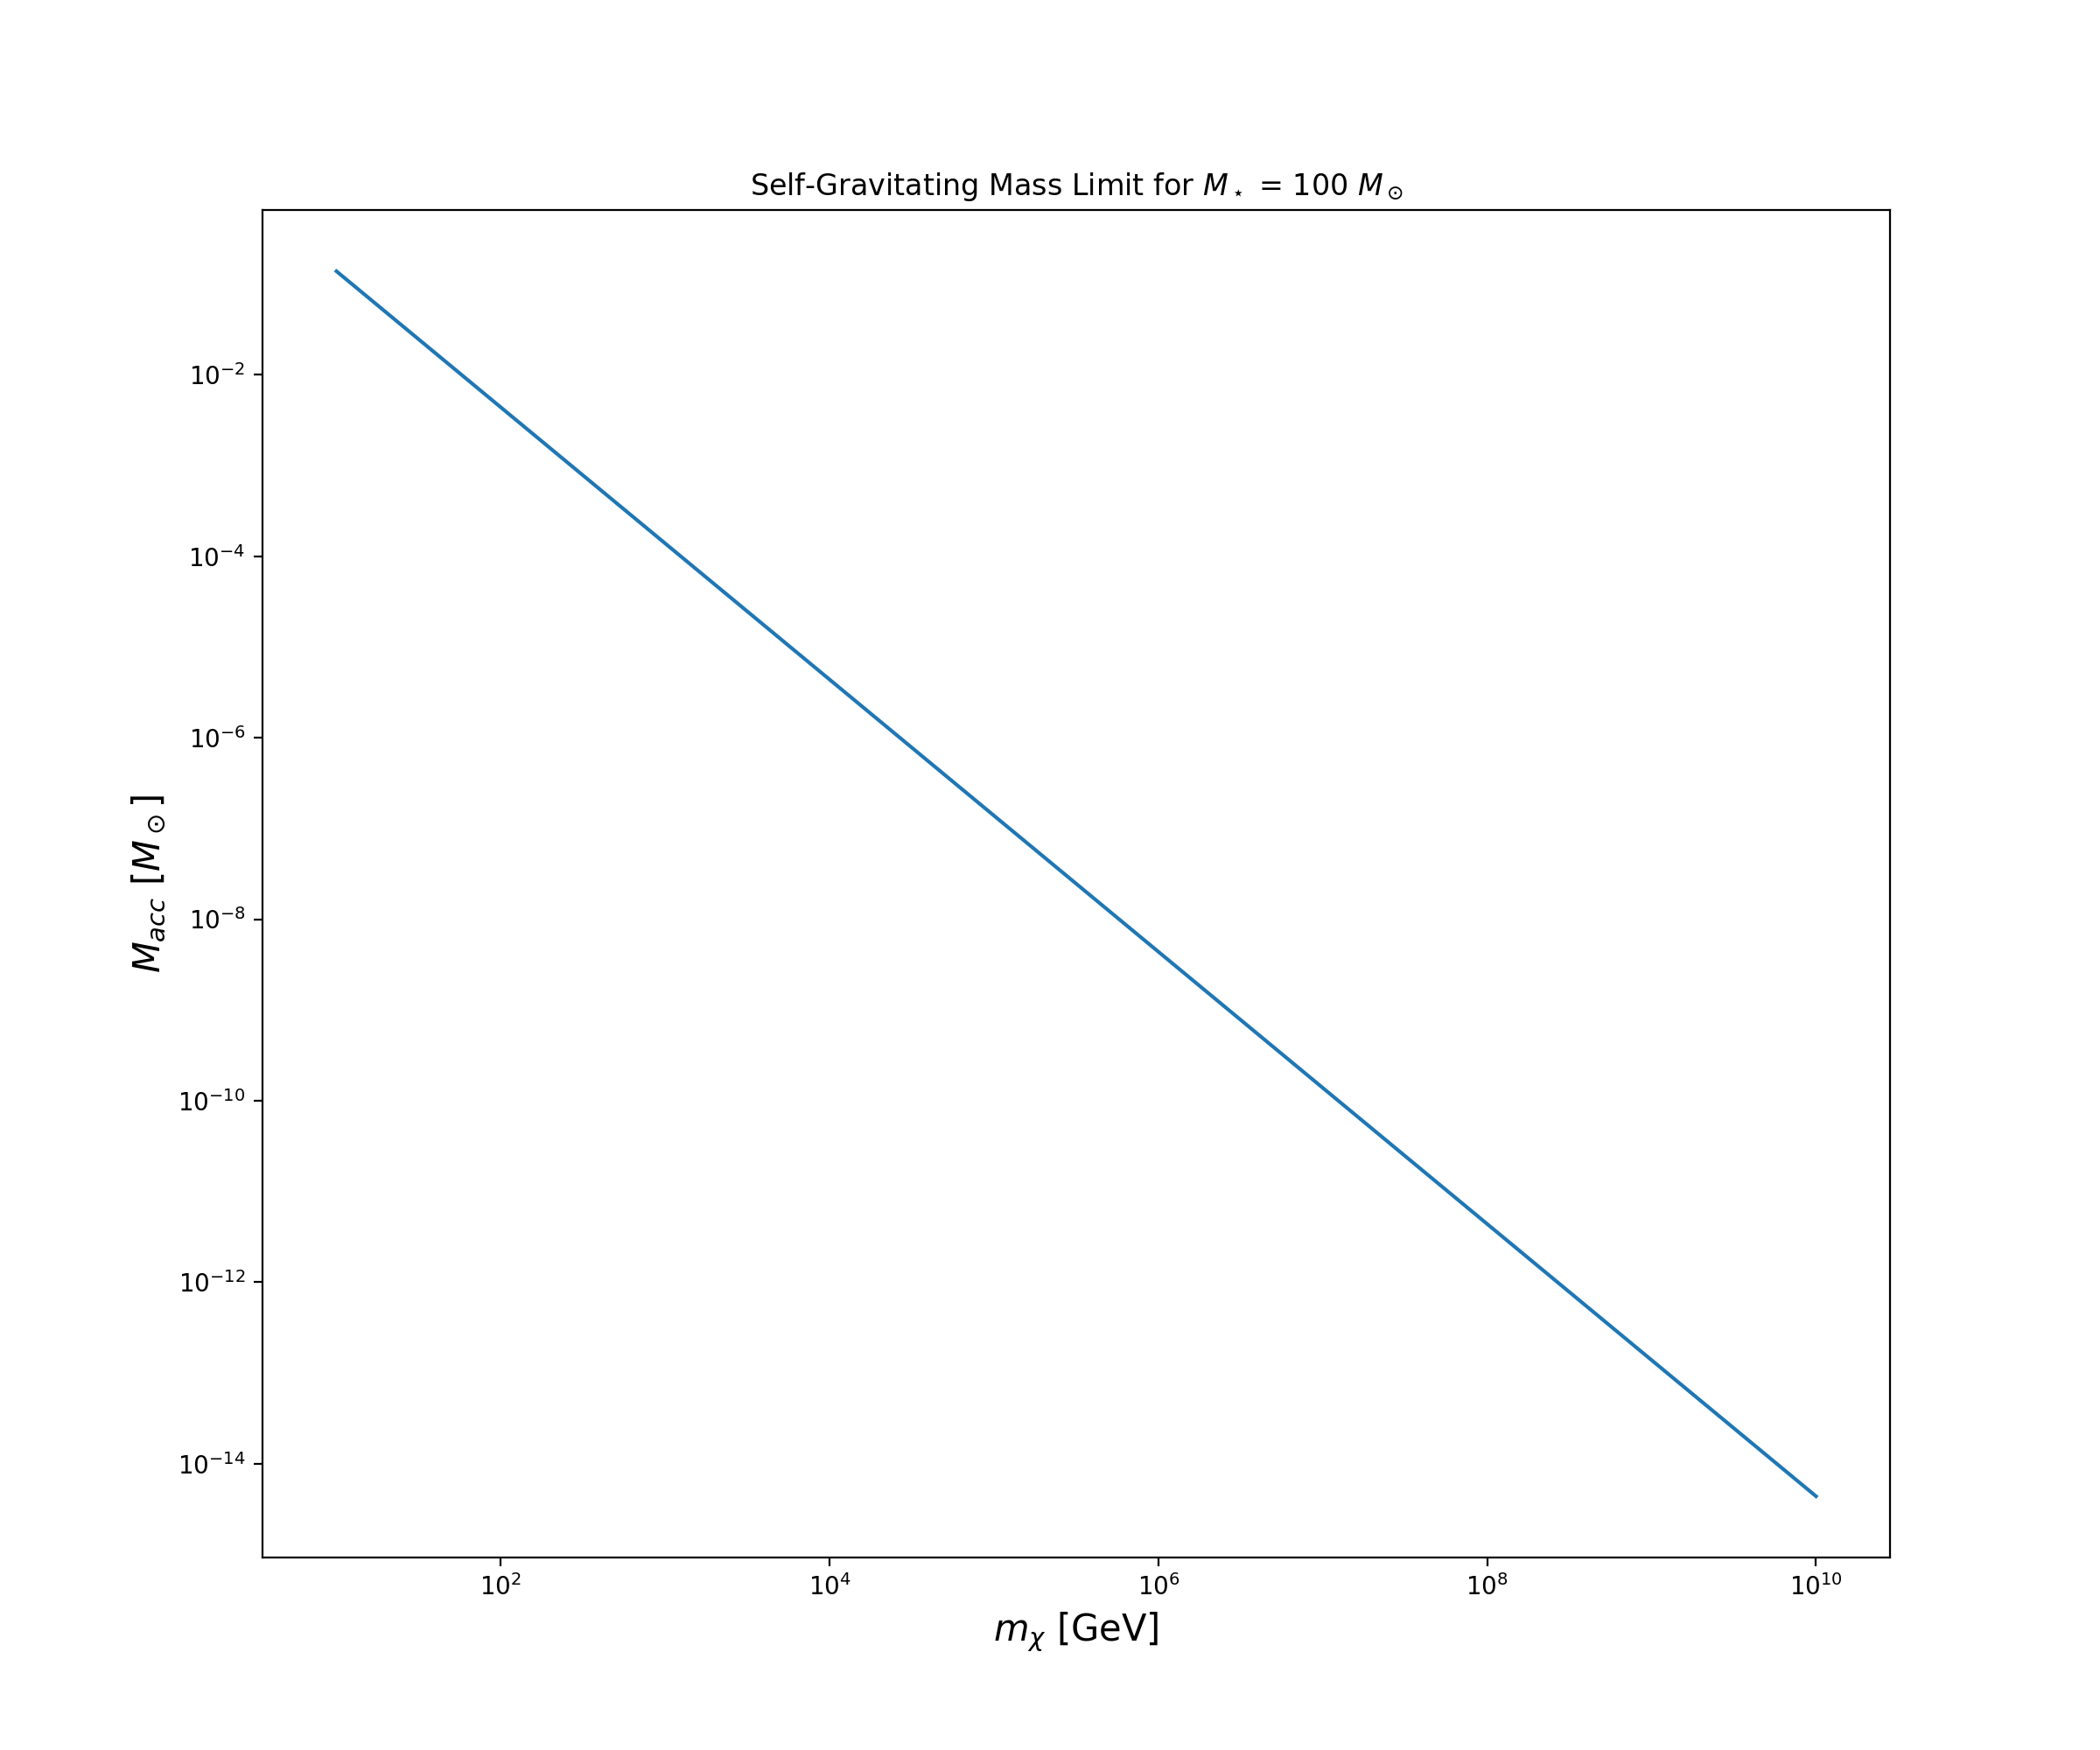 Self-Gravitating Mass Limit for M⋆ = 100 M⊙
10⁻²
10⁻⁴
10⁻⁶
10⁻⁸
10⁻¹⁰
10⁻¹²
10⁻¹⁴
M_acc [M⊙]
10² 10⁴ 10⁶ 10⁸ 10¹⁰
m_χ [GeV]